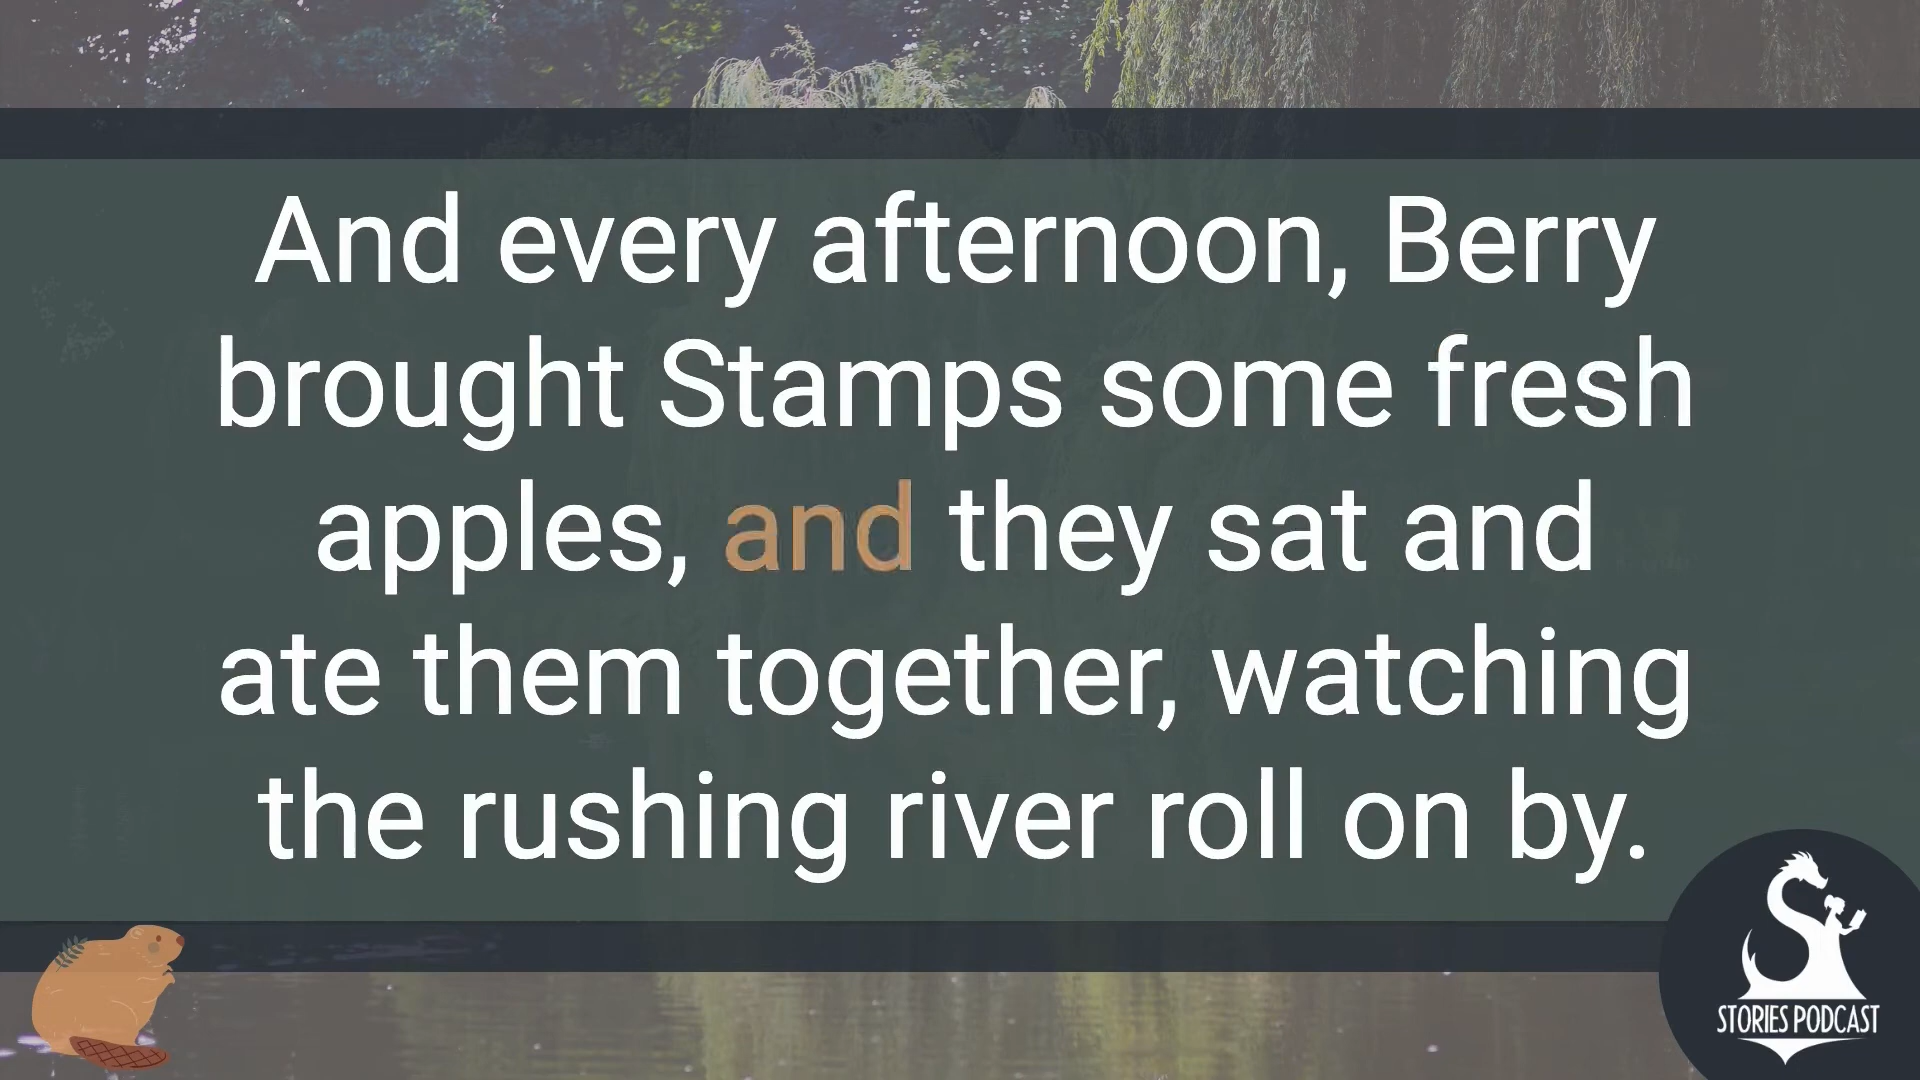 And every afternoon, Berry
brought Stamps some fresh
apples, and they sat and
ate them together, watching
the rushing river roll on by.
STORIES PODCAST